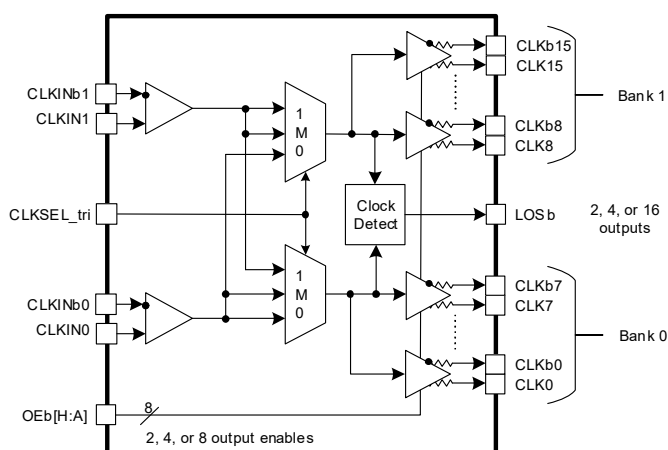 CLKINb1
CLKIN1
CLKSEL_tri
CLKINb0
CLKIN0
OEb[H:A]
8
2, 4, or 8 output enables
1
M
0
1
M
0
Clock
Detect
CLKb15
CLK15
CLKb8
CLK8
LOSb
CLKb7
CLK7
CLKb0
CLK0
Bank 1
2, 4, or 16
outputs
Bank 0